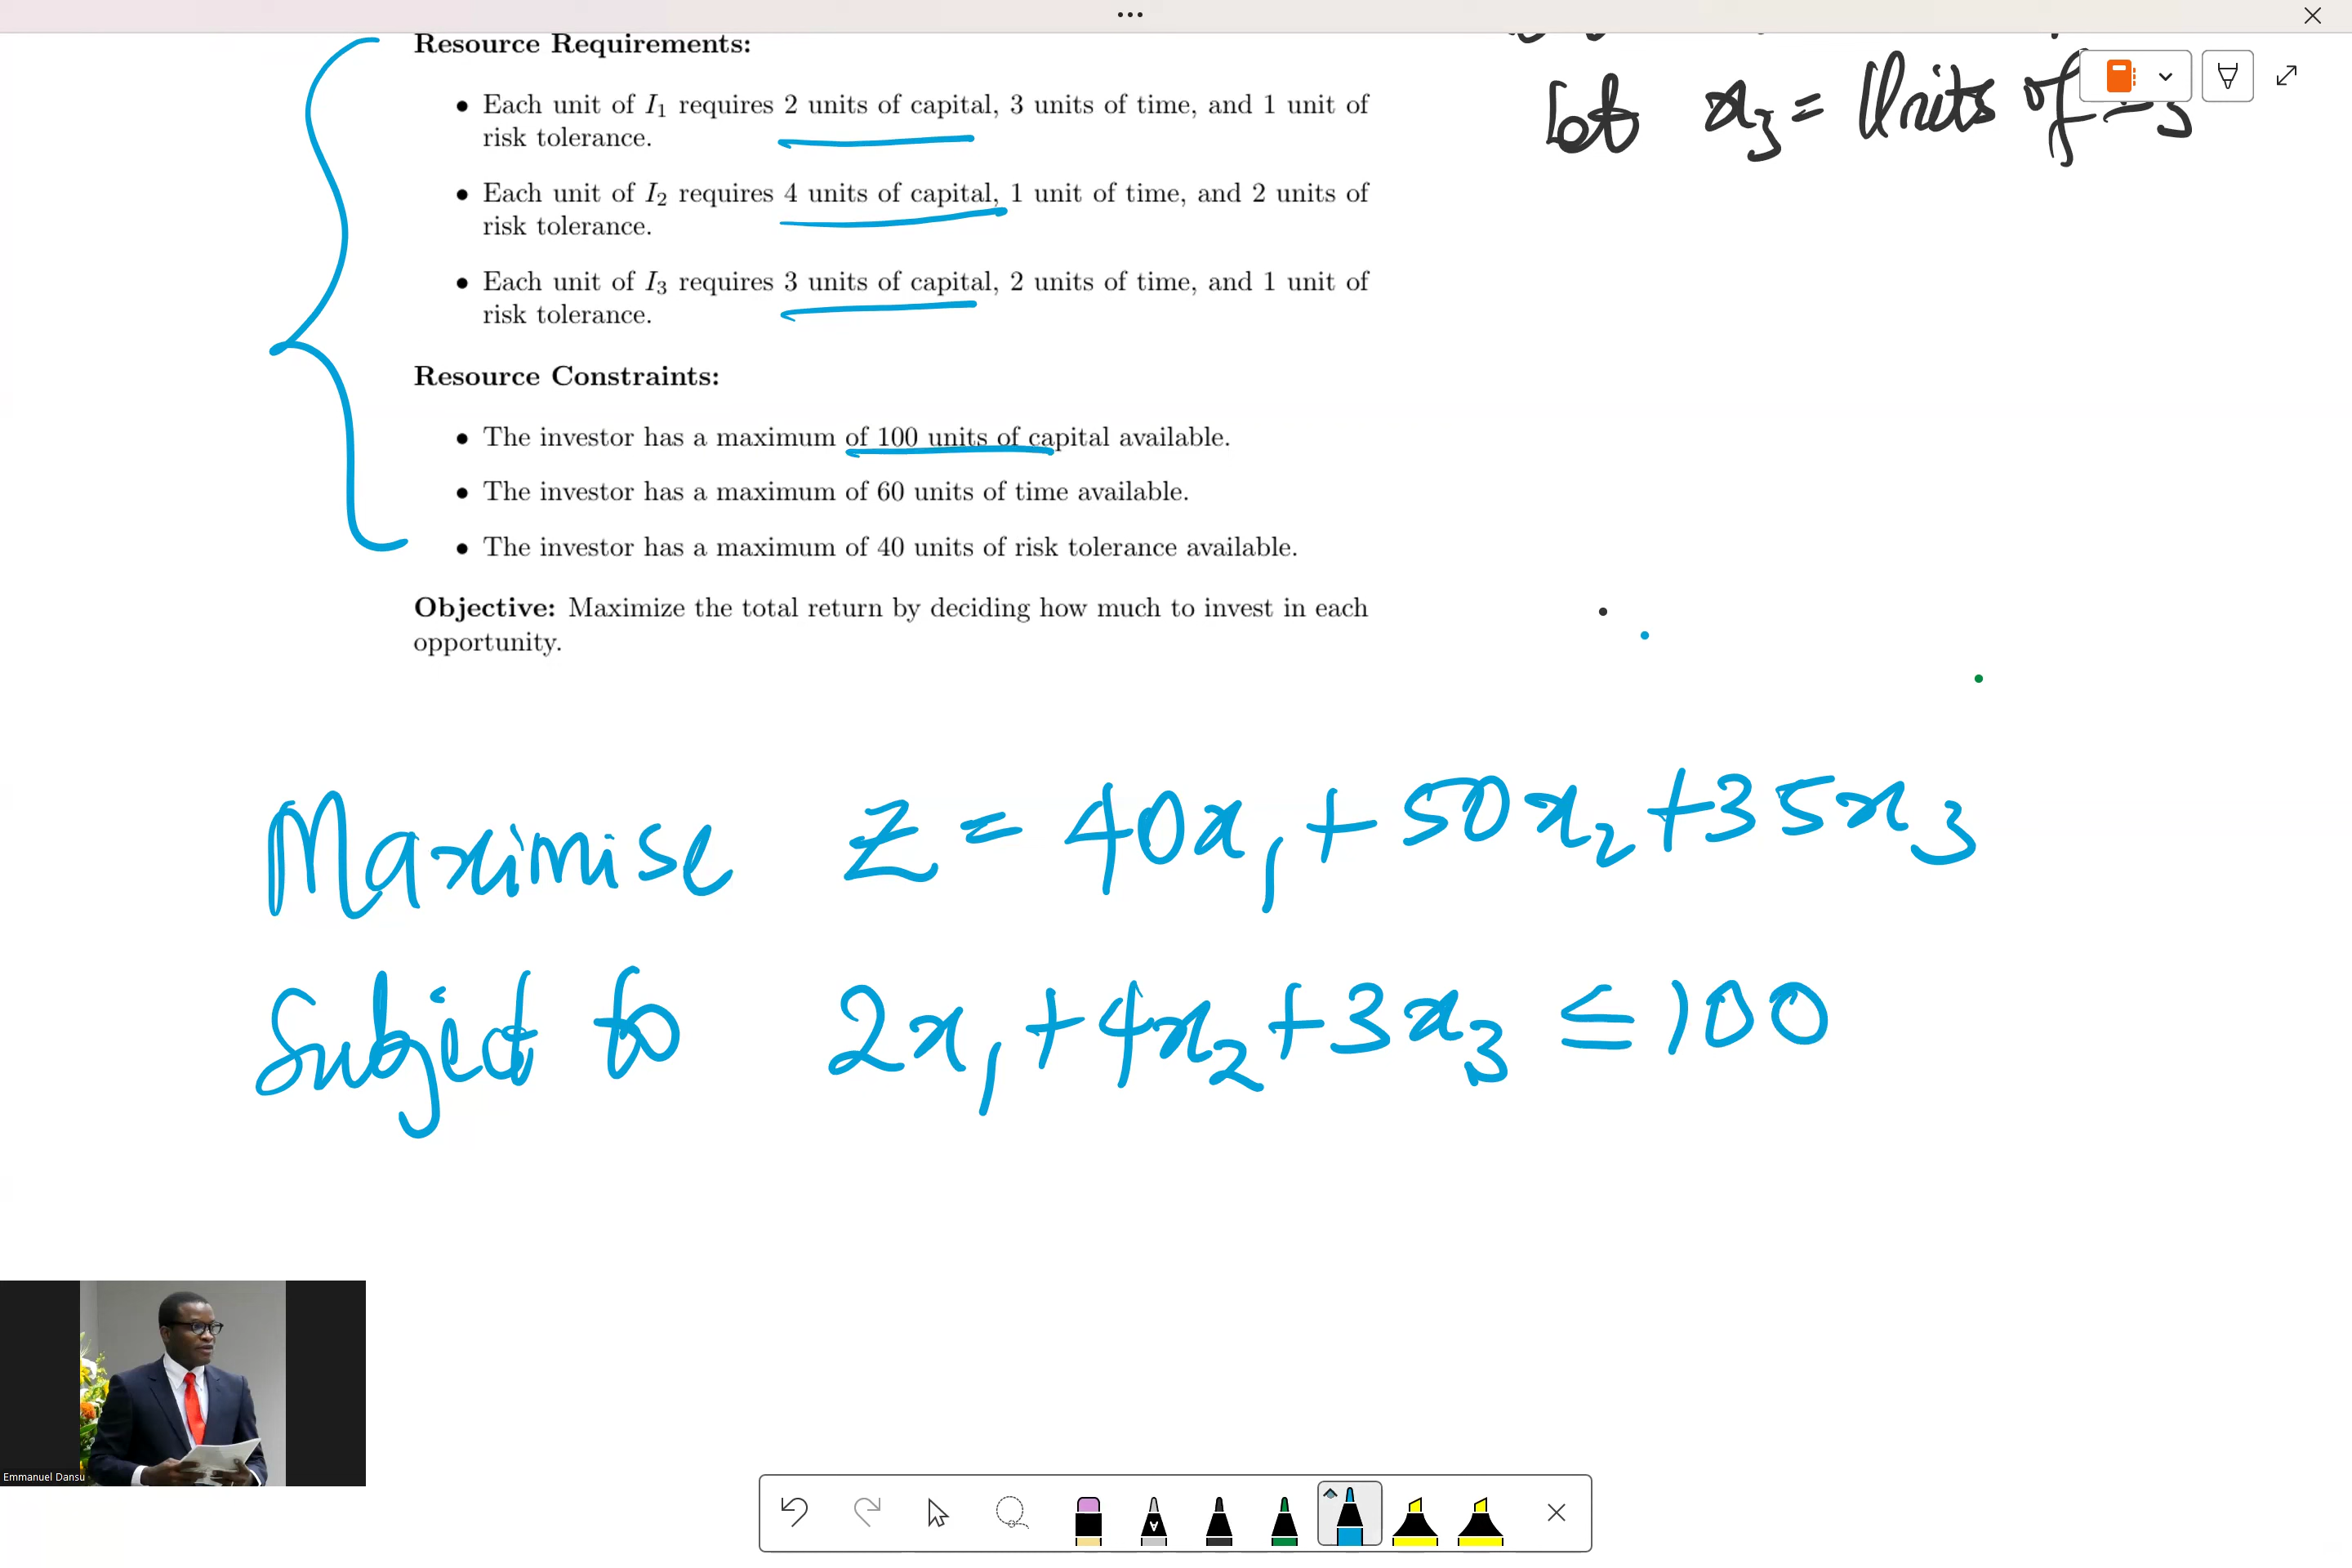 Resource Requirements:
• Each unit of I₁ requires 2 units of capital, 3 units of time, and 1 unit of
risk tolerance.
• Each unit of I₂ requires 4 units of capital, 1 unit of time, and 2 units of
risk tolerance.
• Each unit of I₃ requires 3 units of capital, 2 units of time, and 1 unit of
risk tolerance.
Resource Constraints:
• The investor has a maximum of 100 units of capital available.
• The investor has a maximum of 60 units of time available.
• The investor has a maximum of 40 units of risk tolerance available.
Objective: Maximize the total return by deciding how much to invest in each
opportunity.
Let x₃ = Units of
Maximise Z = 40x₁ + 50x₂ + 35x₃
Subject to 2x₁ + 4x₂ + 3x₃ ≤ 100
Emmanuel Dansu